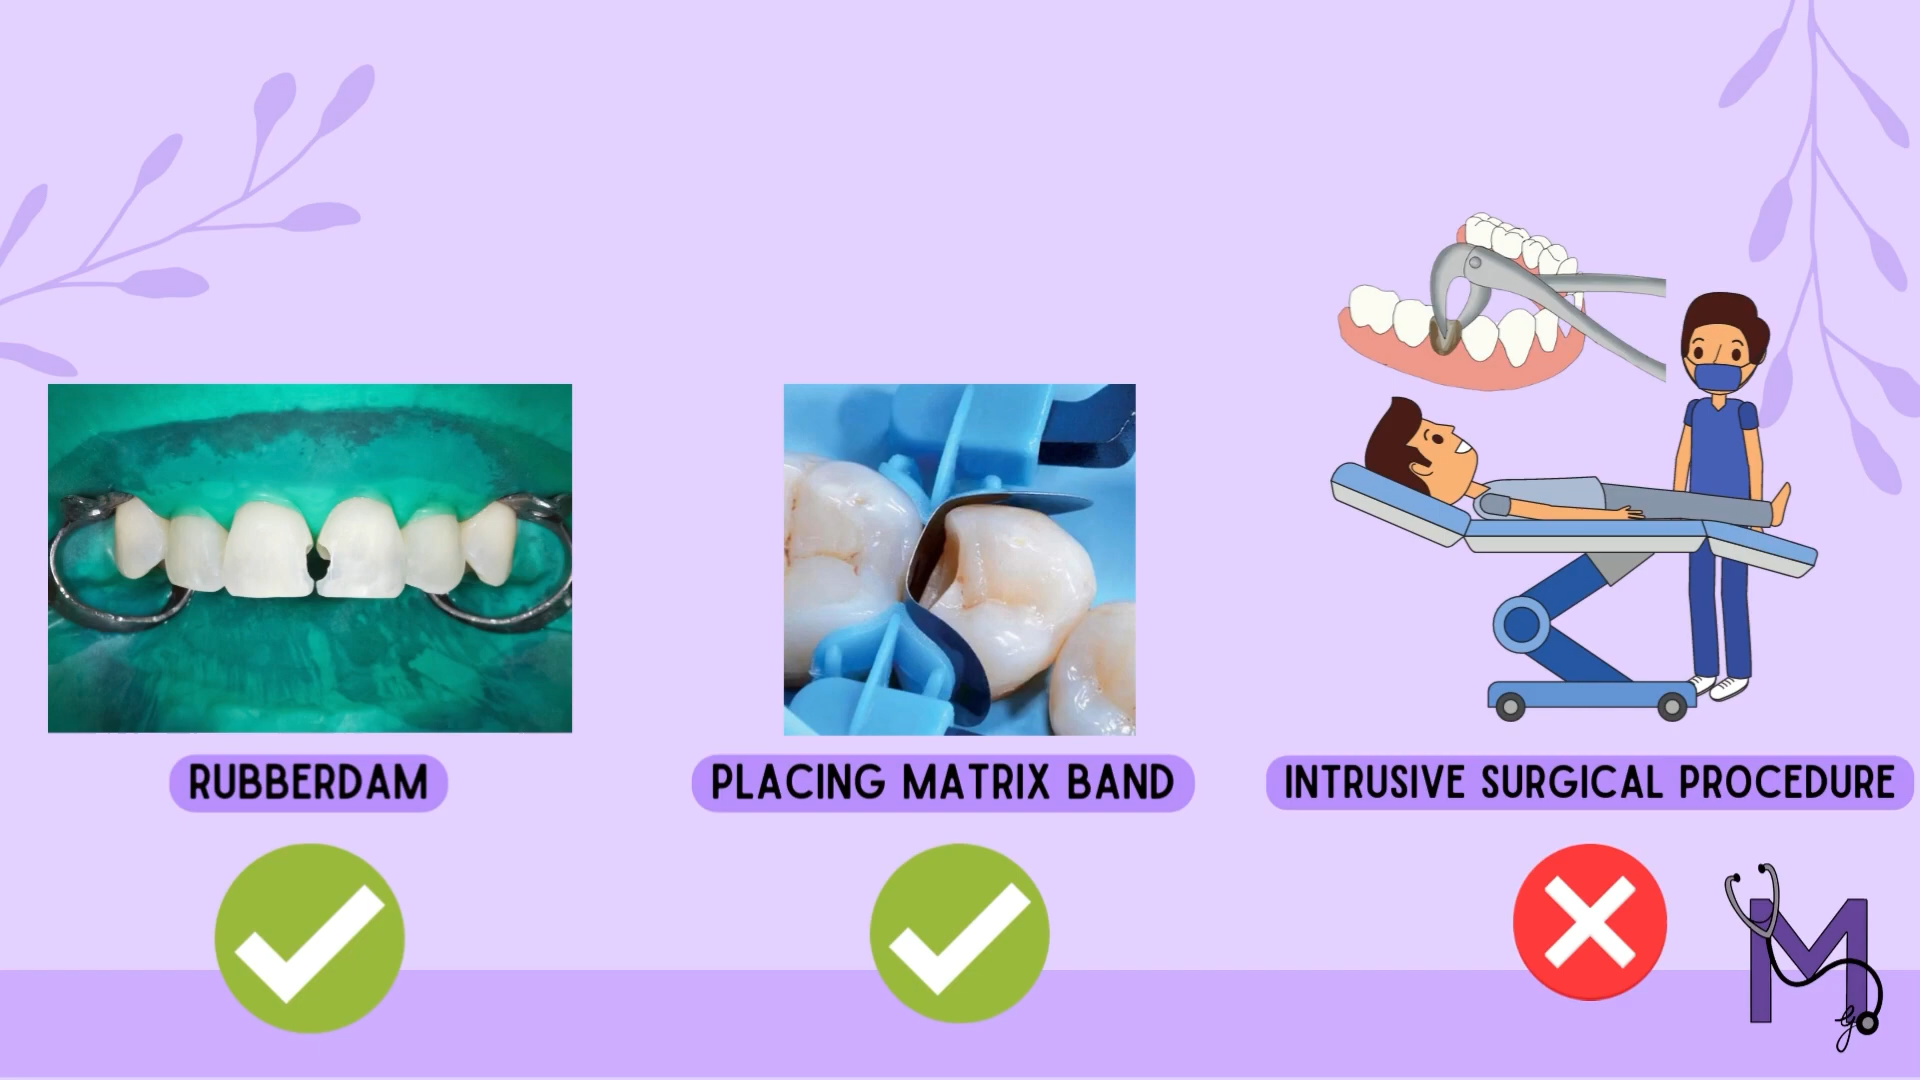 RUBBERDAM
PLACING MATRIX BAND
INTRUSIVE SURGICAL PROCEDURE
M